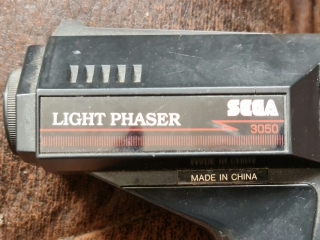 LIGHT PHASER
SEGA
3050
MADE IN CHINA